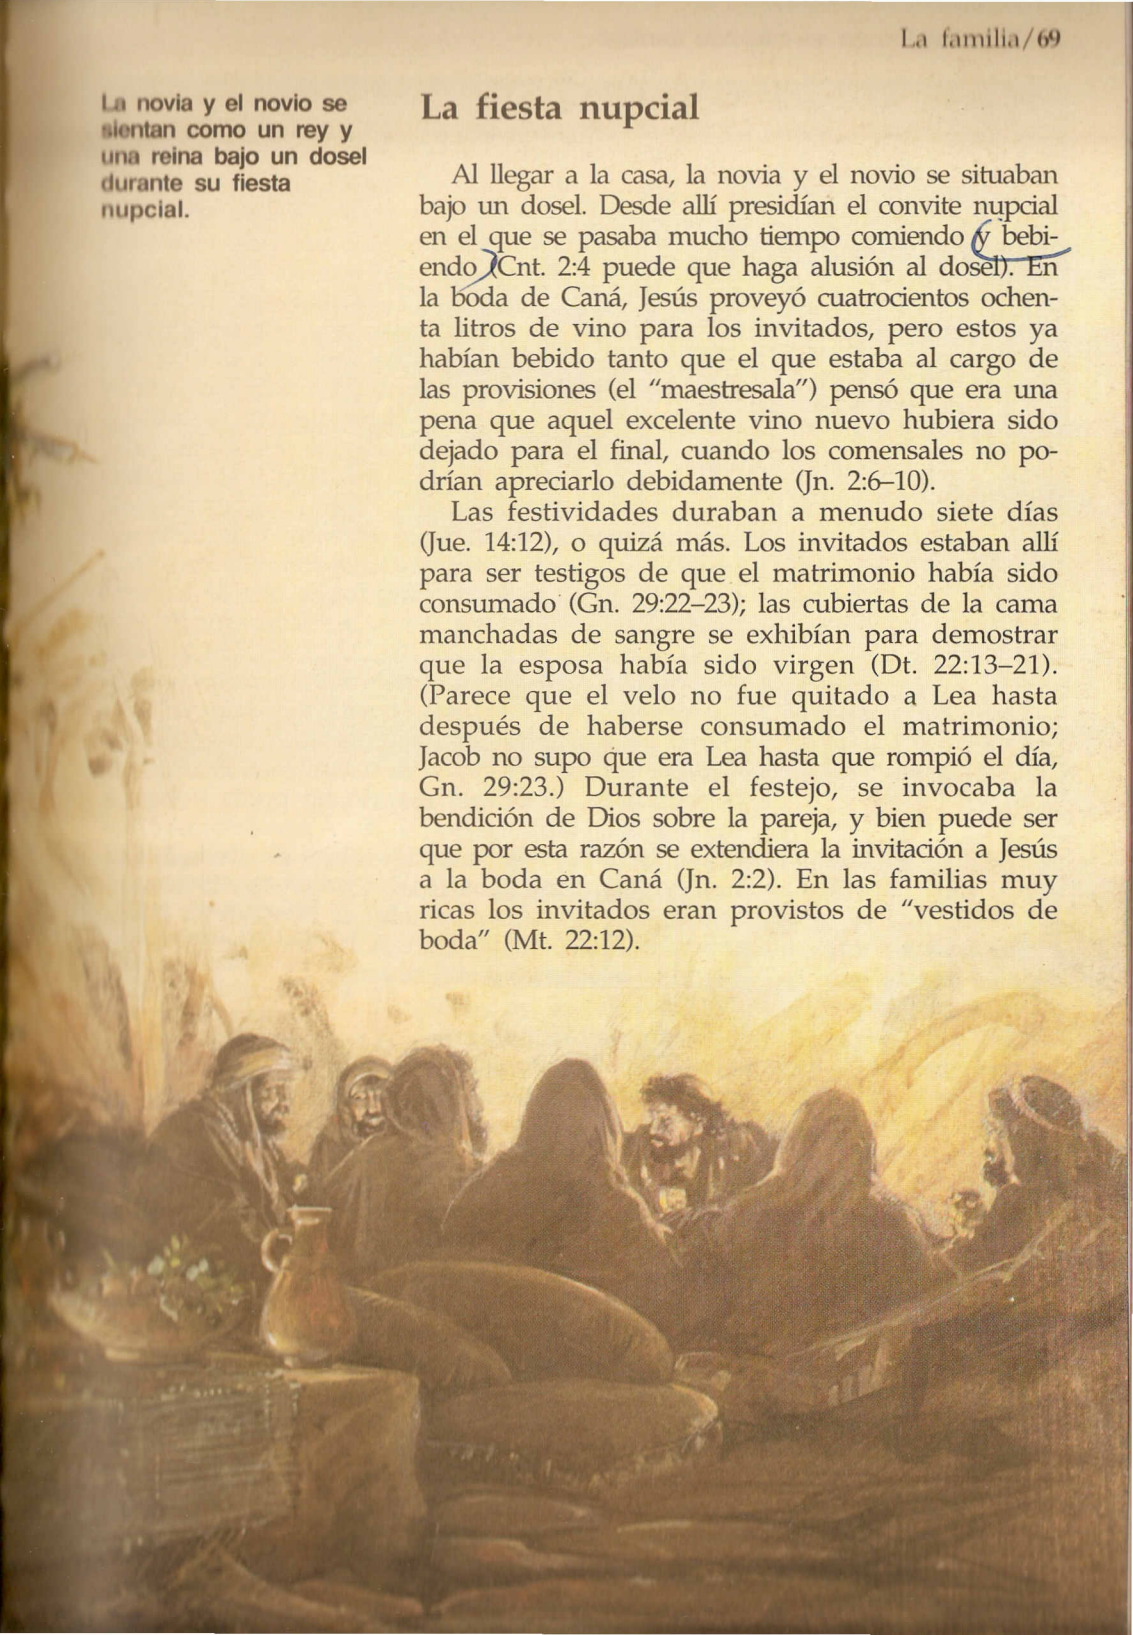 La familia/69
La novia y el novio se
sientan como un rey y
una reina bajo un dosel
durante su fiesta
nupcial.
La fiesta nupcial
Al llegar a la casa, la novia y el novio se situaban
bajo un dosel. Desde allí presidían el convite nupcial
en el que se pasaba mucho tiempo comiendo y bebi-
endo (Cnt. 2:4 puede que haga alusión al dosel). En
la boda de Caná, Jesús proveyó cuatrocientos ochen-
ta litros de vino para los invitados, pero estos ya
habían bebido tanto que el que estaba al cargo de
las provisiones (el “maestresala”) pensó que era una
pena que aquel excelente vino nuevo hubiera sido
dejado para el final, cuando los comensales no po-
drían apreciarlo debidamente (Jn. 2:6–10).
Las festividades duraban a menudo siete días
(Jue. 14:12), o quizá más. Los invitados estaban allí
para ser testigos de que el matrimonio había sido
consumado (Gn. 29:22–23); las cubiertas de la cama
manchadas de sangre se exhibían para demostrar
que la esposa había sido virgen (Dt. 22:13–21).
(Parece que el velo no fue quitado a Lea hasta
después de haberse consumado el matrimonio;
Jacob no supo que era Lea hasta que rompió el día,
Gn. 29:23.) Durante el festejo, se invocaba la
bendición de Dios sobre la pareja, y bien puede ser
que por esta razón se extendiera la invitación a Jesús
a la boda en Caná (Jn. 2:2). En las familias muy
ricas los invitados eran provistos de “vestidos de
boda” (Mt. 22:12).